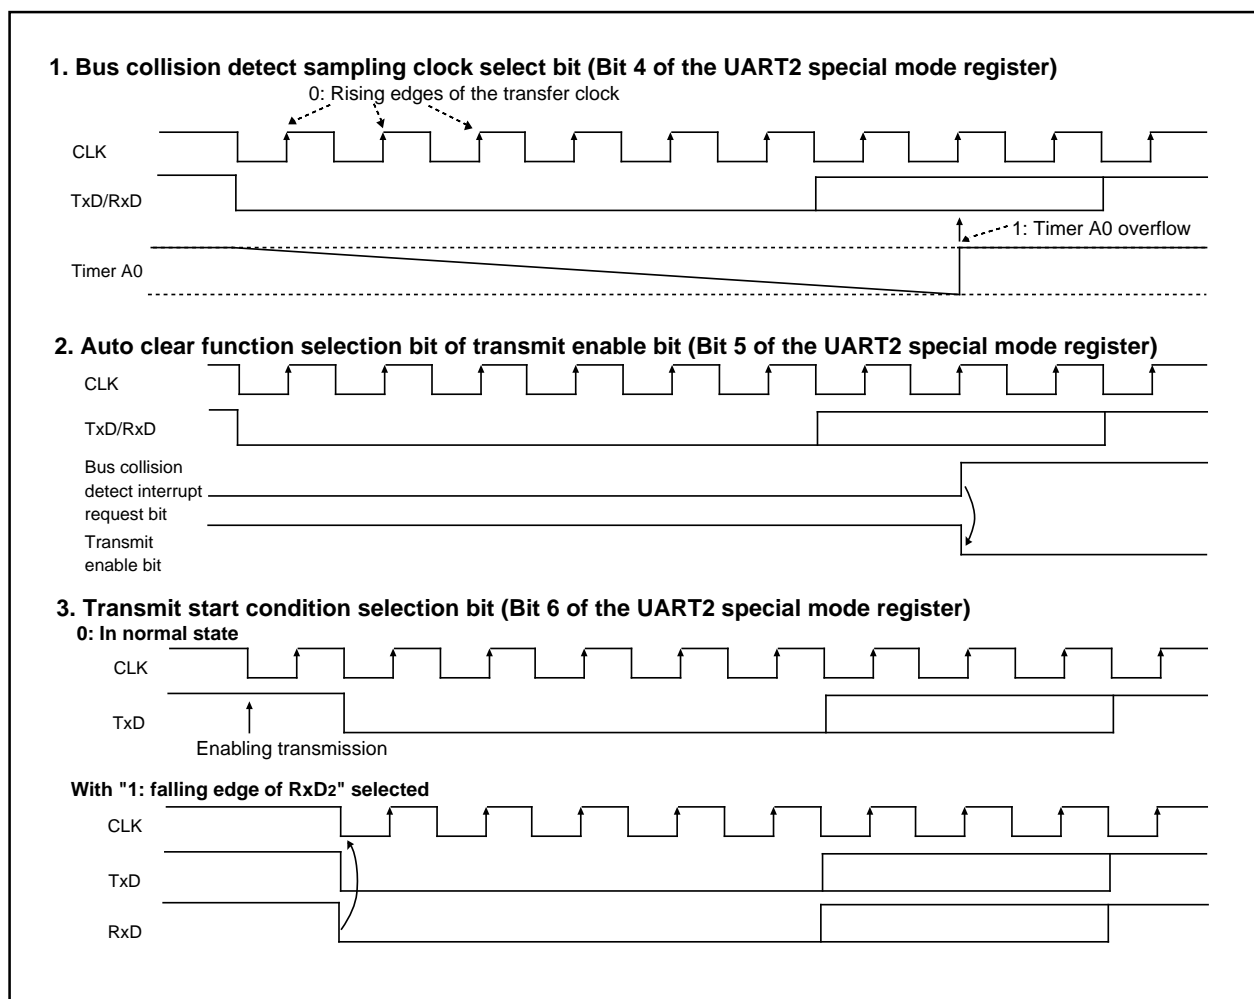 1. Bus collision detect sampling clock select bit (Bit 4 of the UART2 special mode register)
0: Rising edges of the transfer clock
CLK
TxD/RxD
1: Timer A0 overflow
Timer A0
2. Auto clear function selection bit of transmit enable bit (Bit 5 of the UART2 special mode register)
CLK
TxD/RxD
Bus collision
detect interrupt
request bit
Transmit
enable bit
3. Transmit start condition selection bit (Bit 6 of the UART2 special mode register)
0: In normal state
CLK
TxD
Enabling transmission
With "1: falling edge of RxD2" selected
CLK
TxD
RxD